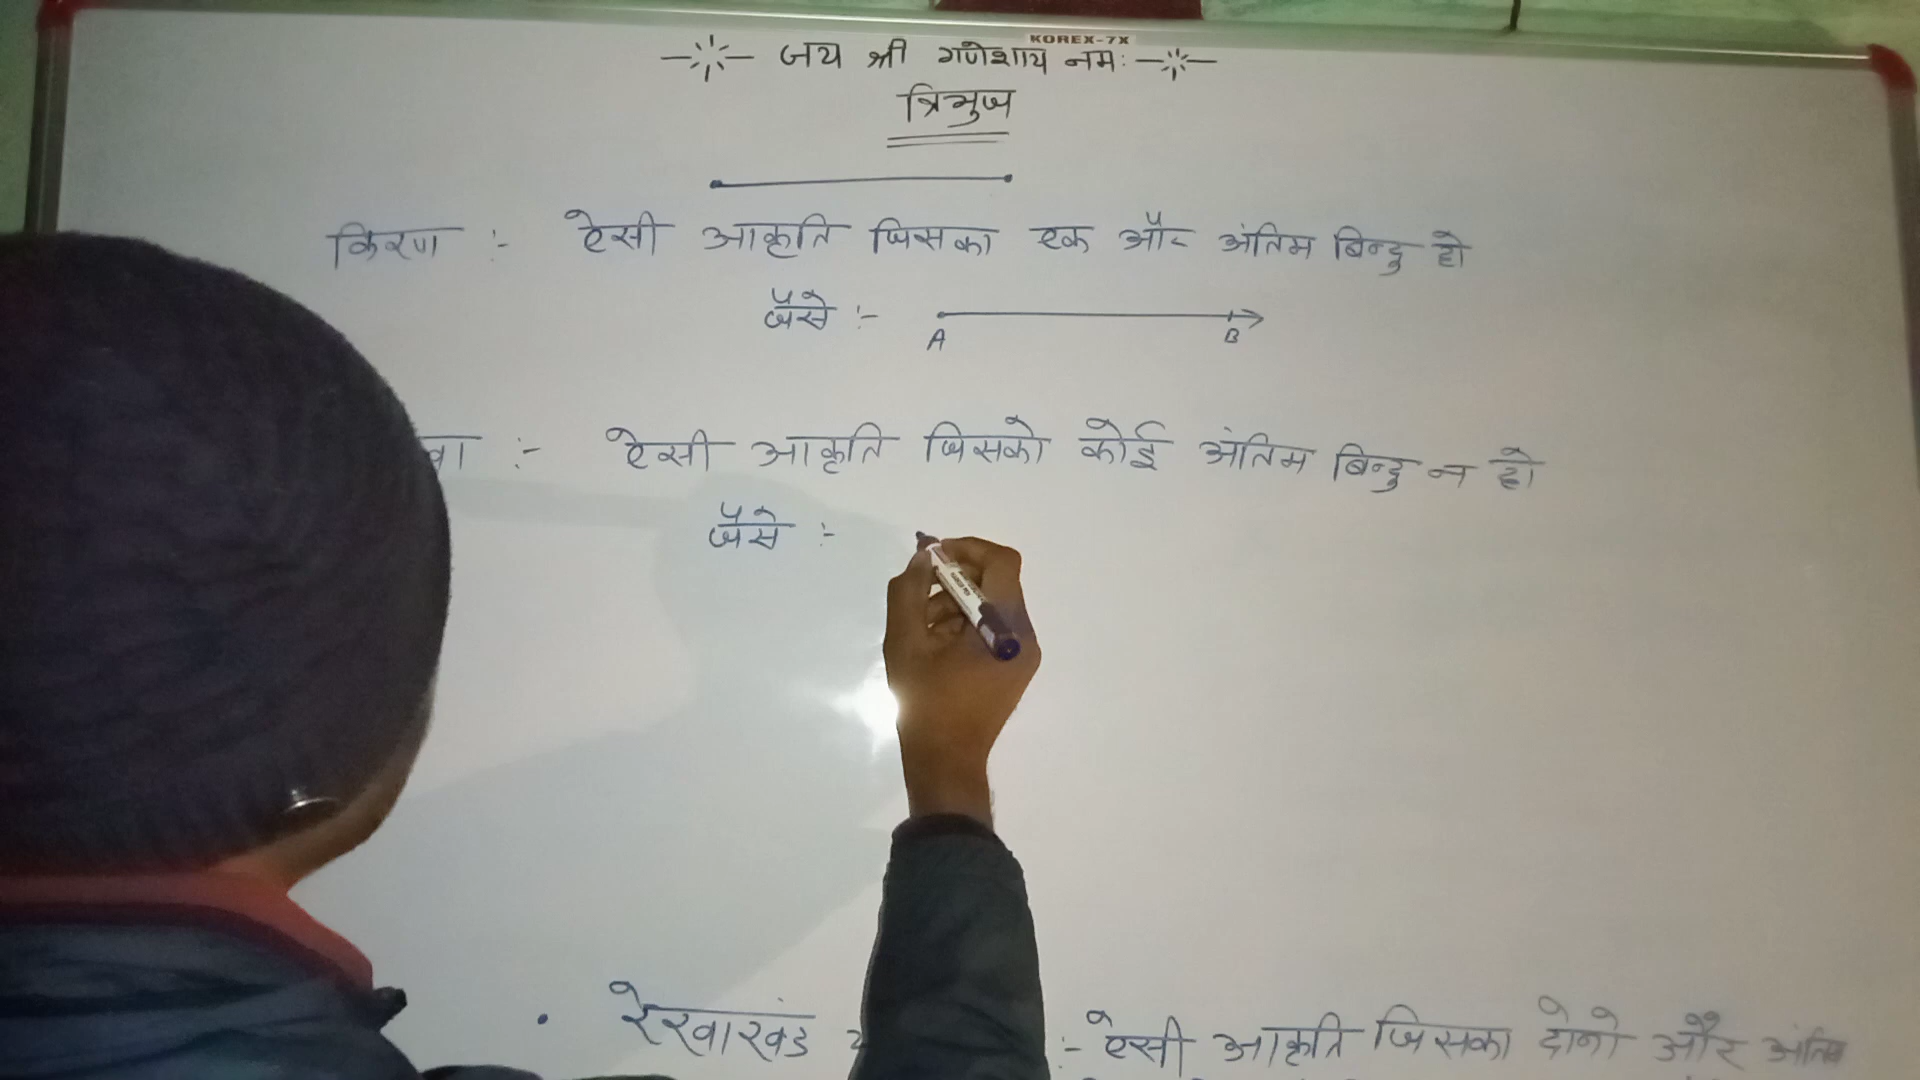 KOREX-7X
जय श्री गणेशाय नमः
त्रिभुज
किरण :- ऐसी आकृति जिसका एक और अंतिम बिन्दु हो
जैसे :-
A B
खा :- ऐसी आकृति जिसको कोई अंतिम बिन्दु न हो
जैसे :-
• रेखाखंड :- ऐसी आकृति जिसका दोनो और अंतिम